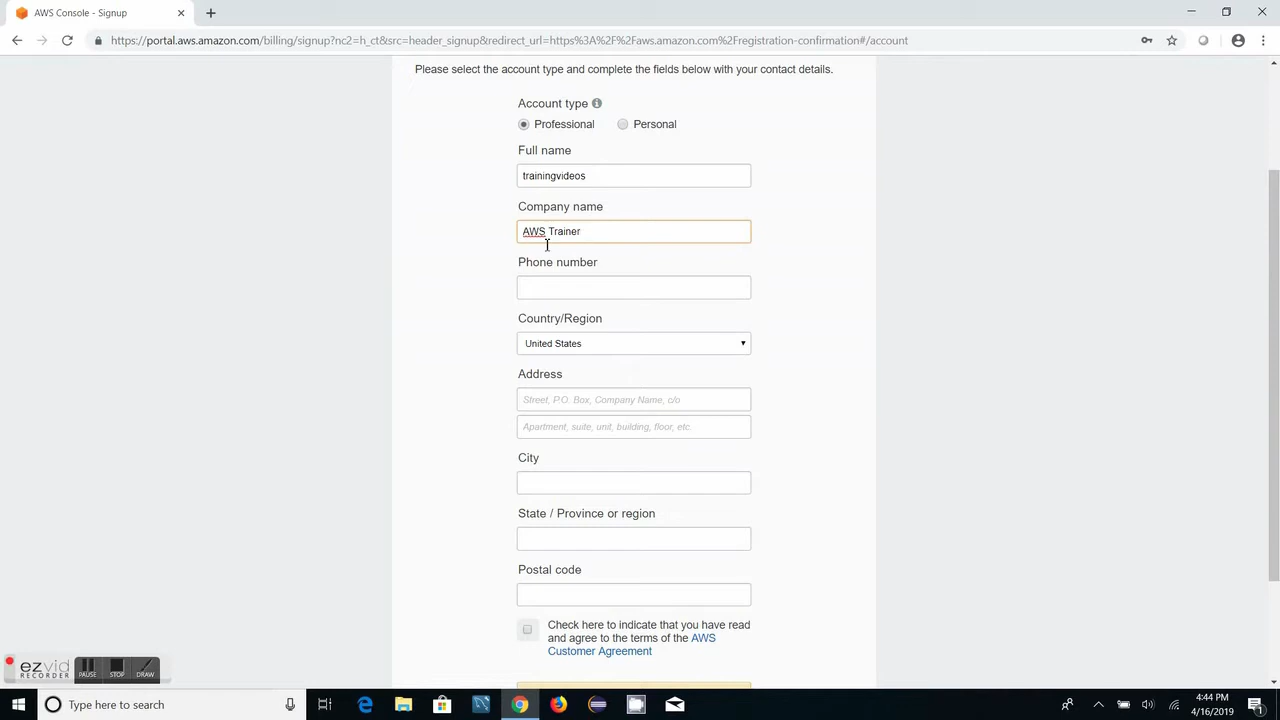 AWS Console - Signup
https://portal.aws.amazon.com/billing/signup?nc2=h_ct&src=header_signup&redirect_url=https%3A%2F%2Faws.amazon.com%2Fregistration-confirmation#/account
Please select the account type and complete the fields below with your contact details.
Account type
Professional Personal
Full name
trainingvideos
Company name
AWS Trainer
Phone number
Country/Region
United States
Address
Street, P.O. Box, Company Name, c/o
Apartment, suite, unit, building, floor, etc.
City
State / Province or region
Postal code
Check here to indicate that you have read
and agree to the terms of the AWS
Customer Agreement
ezvid
RECORDER
PAUSE STOP DRAW
Type here to search
4:44 PM
4/16/2019